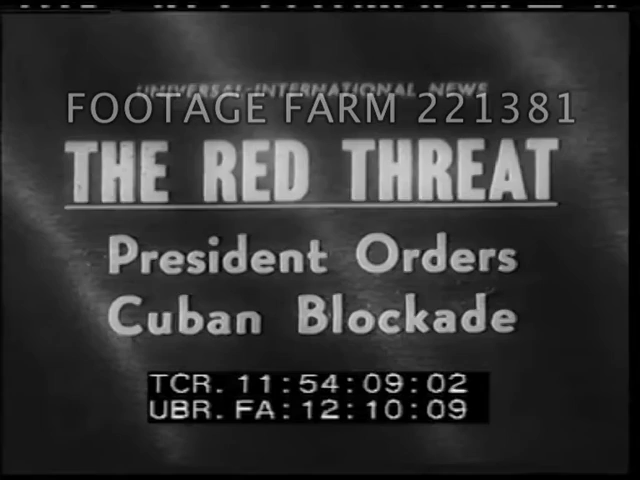 UNIVERSAL-INTERNATIONAL NEWS
FOOTAGE FARM 221381
THE RED THREAT
President Orders
Cuban Blockade
TCR. 11:54:09:02
UBR. FA:12:10:09